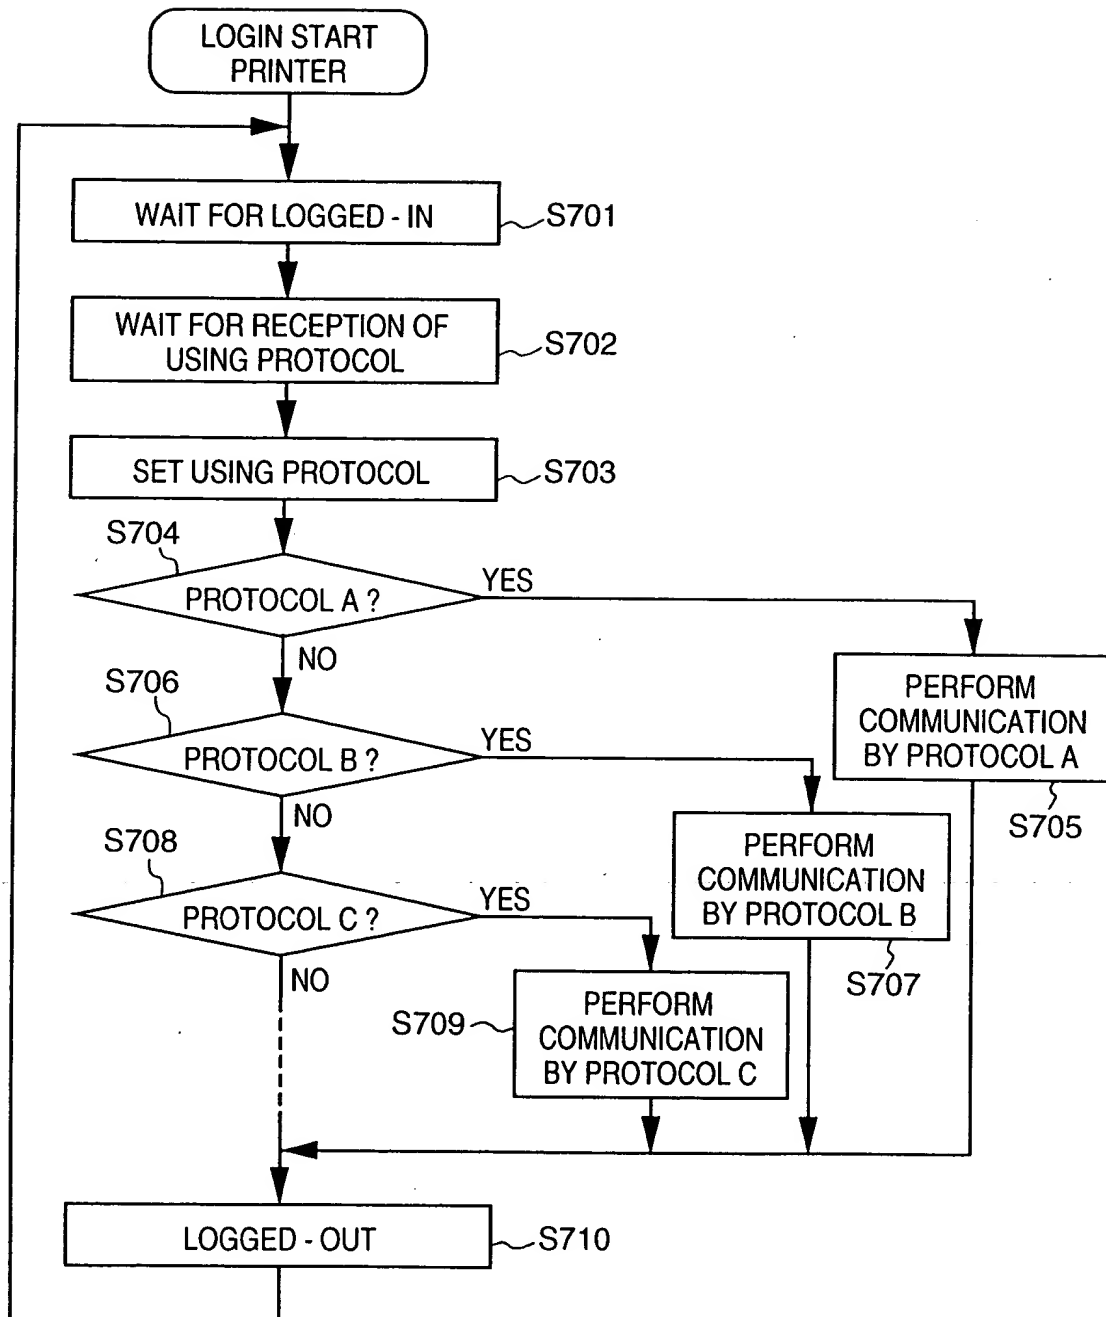 LOGIN START
PRINTER
WAIT FOR LOGGED - IN
S701
WAIT FOR RECEPTION OF
USING PROTOCOL
S702
SET USING PROTOCOL
S703
S704
PROTOCOL A ?
YES
NO
PERFORM
COMMUNICATION
BY PROTOCOL A
S705
S706
PROTOCOL B ?
YES
NO
PERFORM
COMMUNICATION
BY PROTOCOL B
S707
S708
PROTOCOL C ?
YES
NO
PERFORM
COMMUNICATION
BY PROTOCOL C
S709
LOGGED - OUT
S710